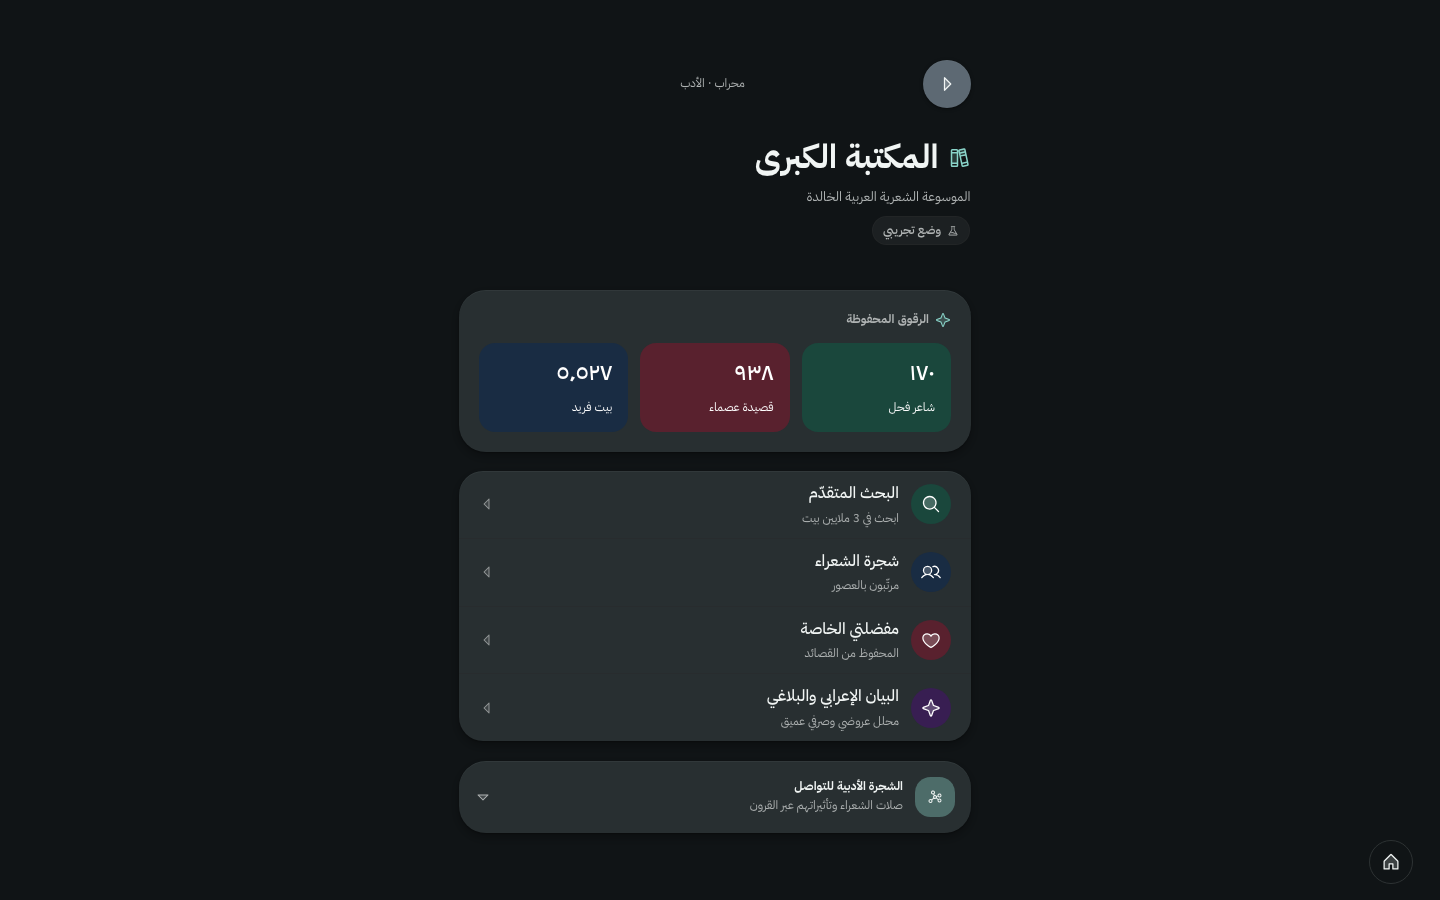 محراب · الأدب
المكتبة الكبرى
الموسوعة الشعرية العربية الخالدة
وضع تجريبي
الرقوق المحفوظة
١٧٠
شاعر فحل
٩٣٨
قصيدة عصماء
٥,٥٢٧
بيت فريد
البحث المتقدّم
ابحث في 3 ملايين بيت
شجرة الشعراء
مرتّبون بالعصور
مفضلتي الخاصة
المحفوظ من القصائد
البيان الإعرابي والبلاغي
محلل عروضي وصرفي عميق
الشجرة الأدبية للتواصل
صلات الشعراء وتأثيراتهم عبر القرون